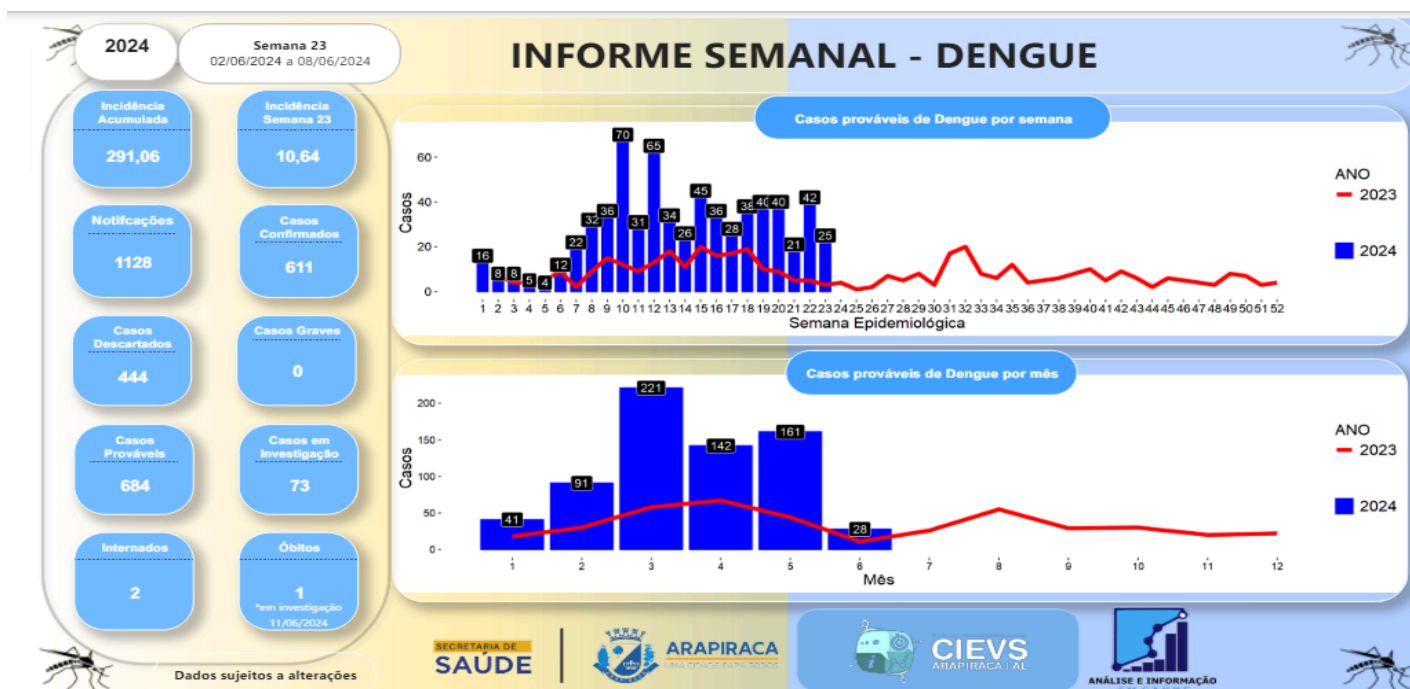 2024
Semana 23
02/06/2024 a 08/06/2024
INFORME SEMANAL - DENGUE
Incidência
Acumulada
291,06
Incidência
Semana 23
10,64
Notifcações
1128
Casos
Confirmados
611
Casos
Descartados
444
Casos Graves
0
Casos
Prováveis
684
Casos em
Investigação
73
Internados
2
Óbitos
1
*em investigação
11/06/2024
Dados sujeitos a alterações
Casos prováveis de Dengue por semana
Casos
60
40
20
0
16 8 8 5 4 12 22 32 36 70 31 65 34 26 45 36 28 38 40 40 21 42 25
1 2 3 4 5 6 7 8 9 10 11 12 13 14 15 16 17 18 19 20 21 22 23 24 25 26 27 28 29 30 31 32 33 34 35 36 37 38 39 40 41 42 43 44 45 46 47 48 49 50 51 52
Semana Epidemiológica
ANO
2023
2024
Casos prováveis de Dengue por mês
Casos
200
150
100
50
0
41 91 221 142 161 28
1 2 3 4 5 6 7 8 9 10 11 12
Mês
ANO
2023
2024
SECRETARIA DE
SAÚDE
ARAPIRACA
ARAPIRACA
UMA CIDADE PARA TODOS
CIEVS
ARAPIRACA | AL
ANÁLISE E INFORMAÇÃO
EM SAÚDE